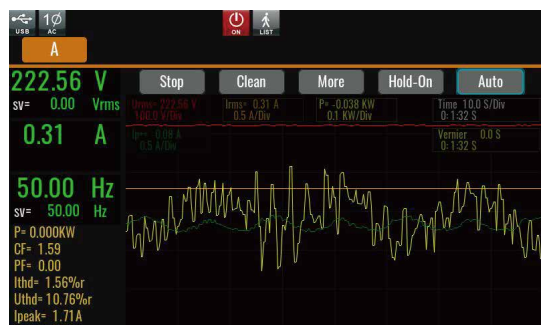 USB
1Ø
AC
ON
LIST
A
222.56 V
sv= 0.00 Vrms
0.31 A
50.00 Hz
sv= 50.00 Hz
P= 0.000KW
CF= 1.59
PF= 0.00
Ithd= 1.56%r
Uthd= 10.76%r
Ipeak= 1.71A
Stop Clean More Hold-On Auto
Urms= 222.56 V
100.0 V/Div
Irms= 0.31 A
0.5 A/Div
P= -0.038 KW
0.1 KW/Div
Time 10.0 S/Div
0: 1:32 S
0.09 A
0.5 A/Div
Vernier 0.0 S
0: 1:32 S